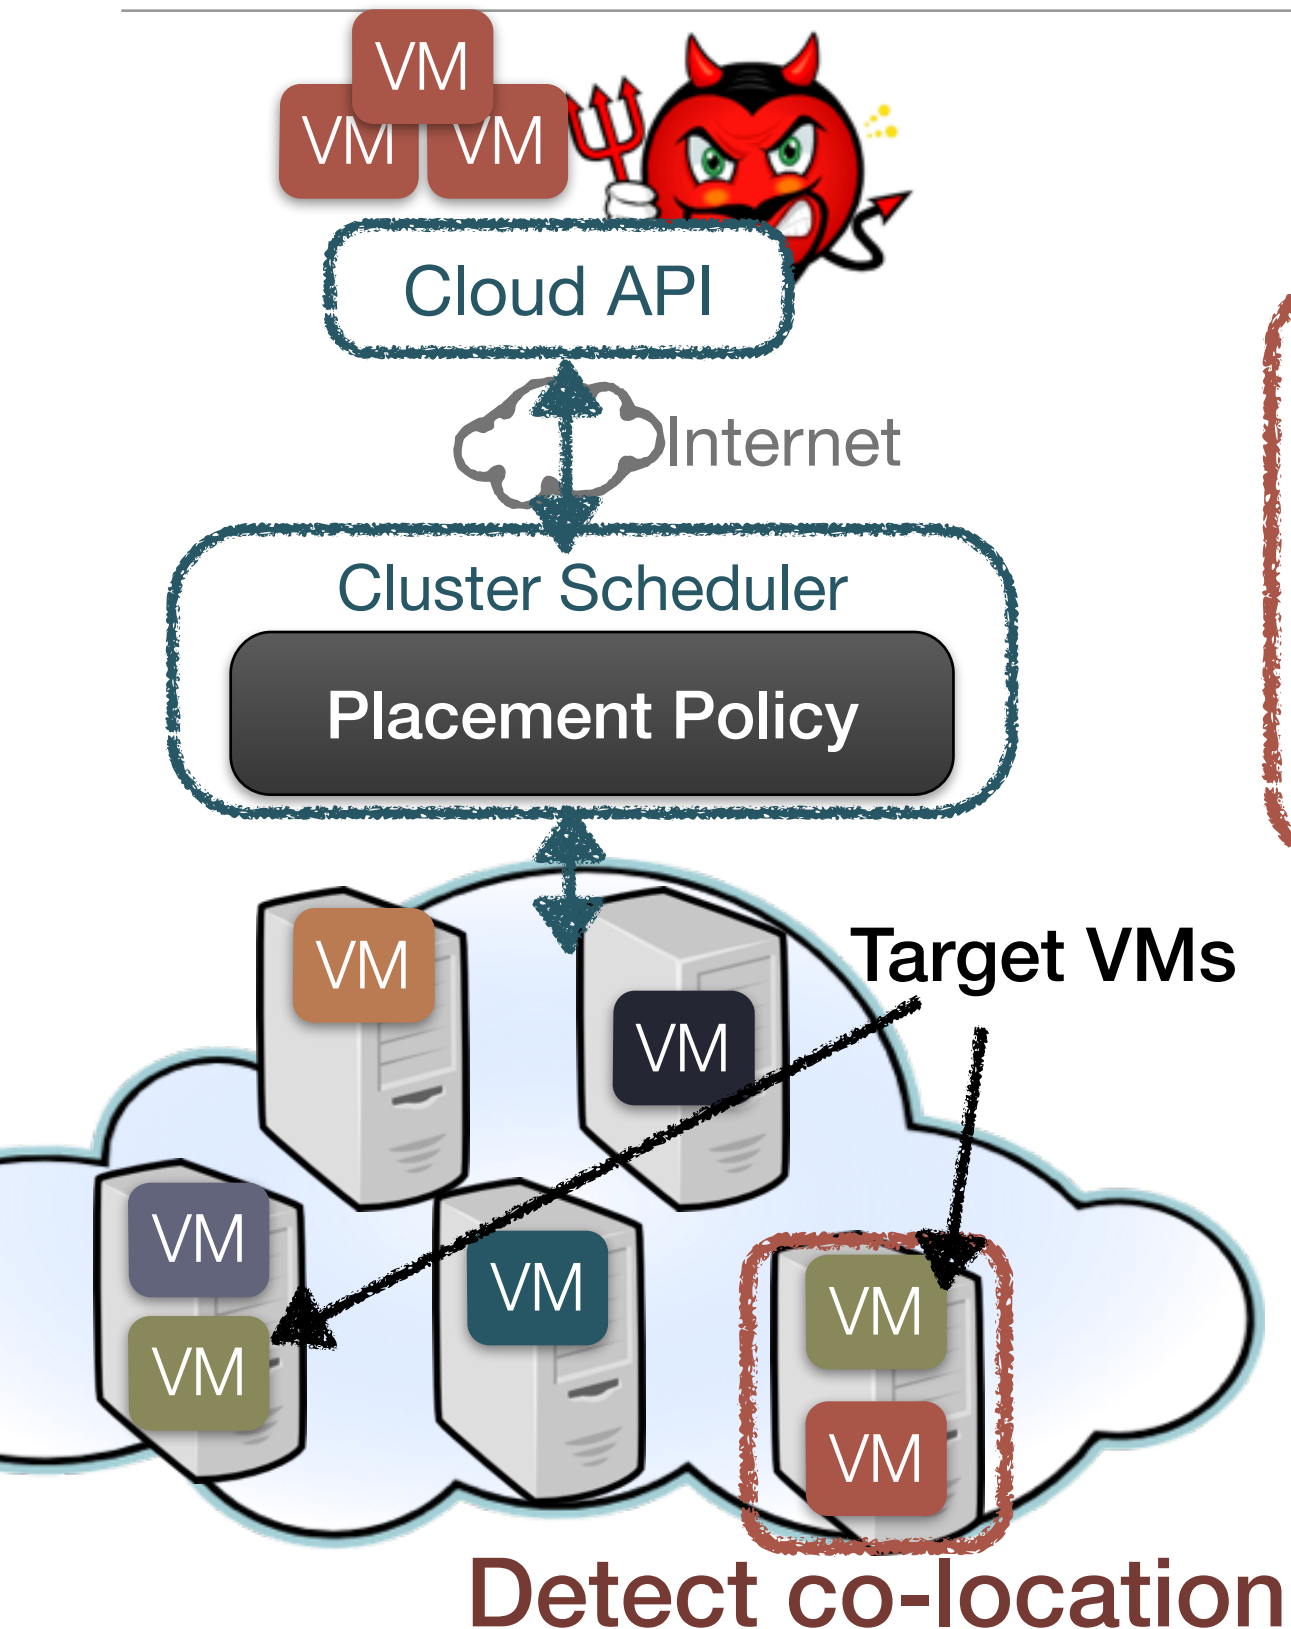 VM
VM VM
Cloud API
Internet
Cluster Scheduler
Placement Policy
VM
Target VMs
VM
VM
VM
VM
VM
VM
Detect co-location